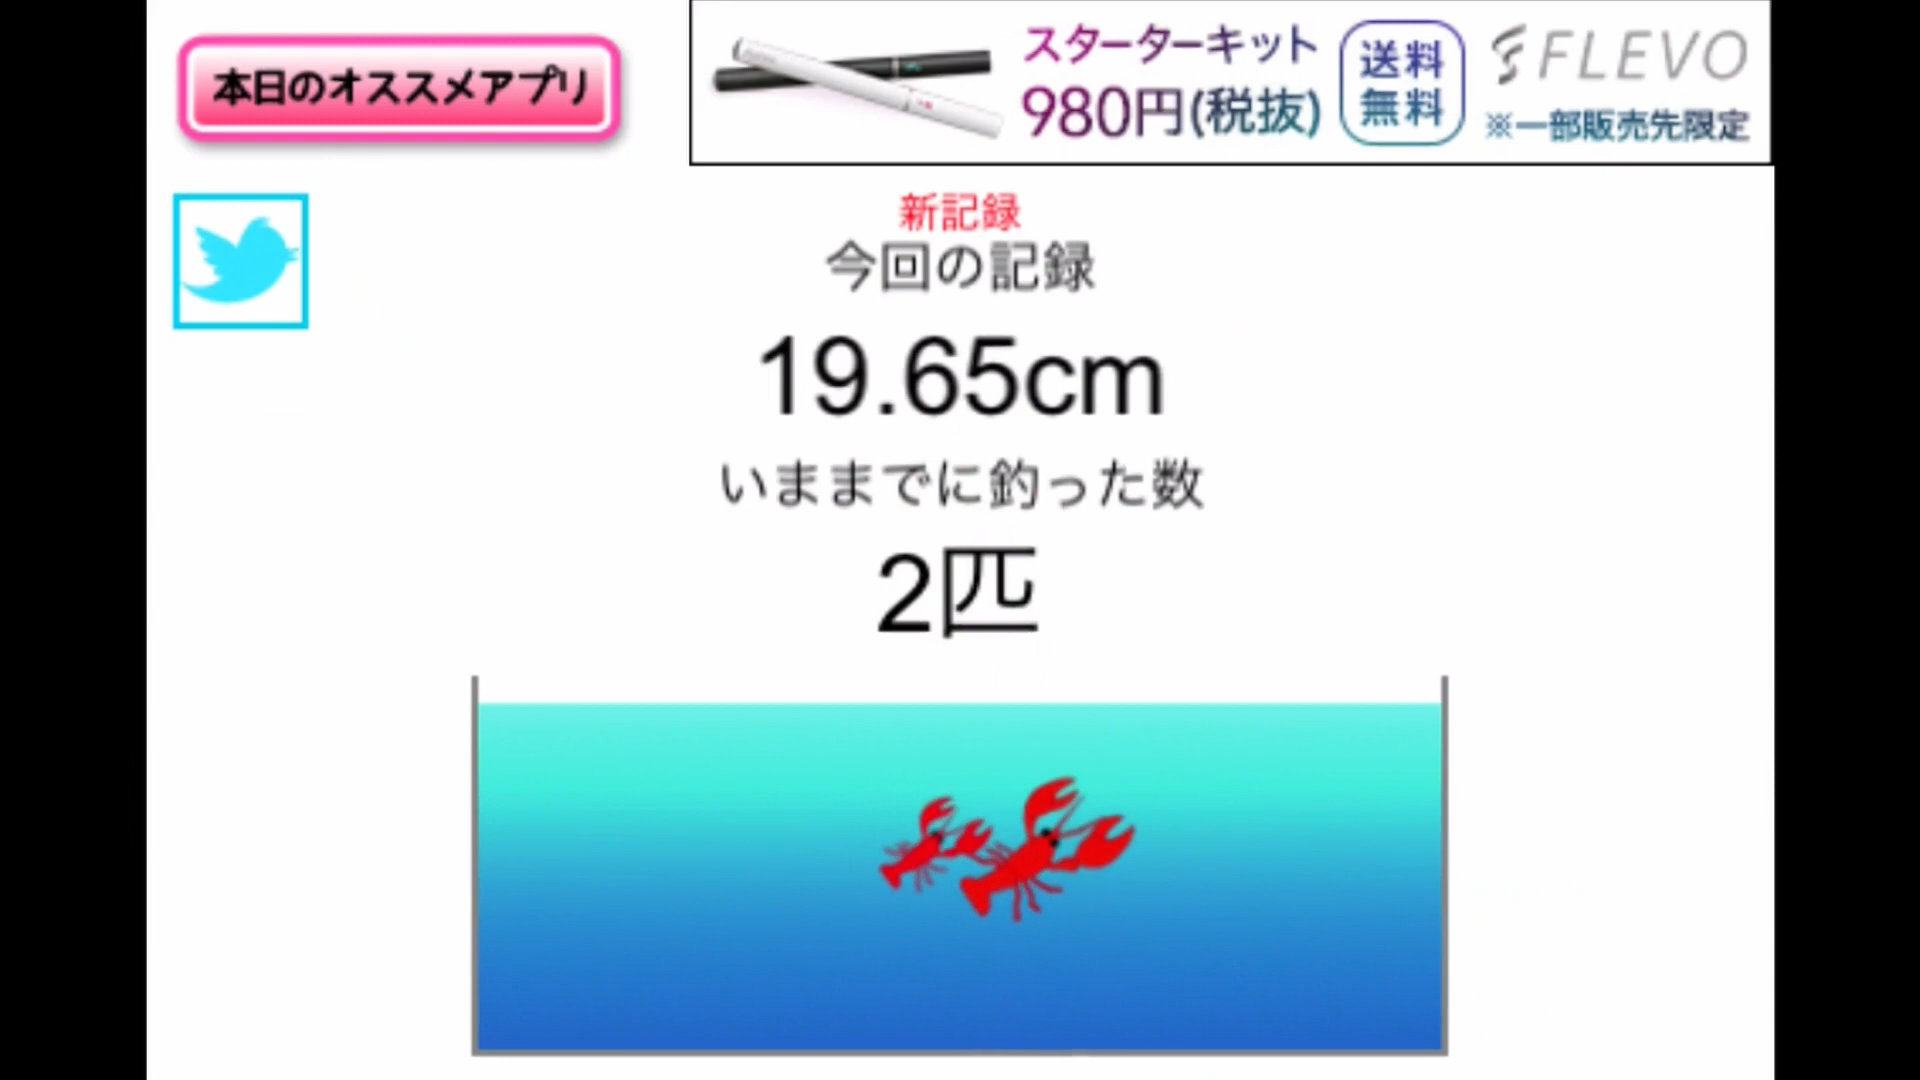 本日のオススメアプリ
スターターキット
980円(税抜)
送料
無料
FLEVO
※一部販売先限定
新記録
今回の記録
19.65cm
いままでに釣った数
2匹